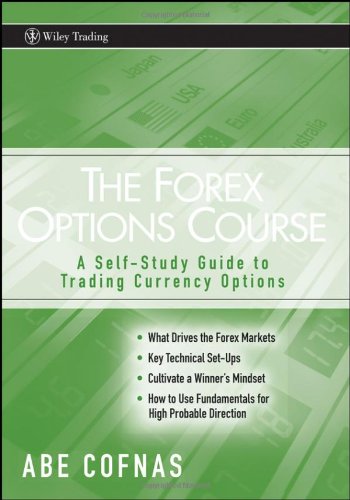 Wiley Trading
Japan
USA
Euro
Australia
THE FOREX
OPTIONS COURSE
A Self-Study Guide to
Trading Currency Options
• What Drives the Forex Markets
• Key Technical Set-Ups
• Cultivate a Winner's Mindset
• How to Use Fundamentals for
High Probable Direction
ABE COFNAS